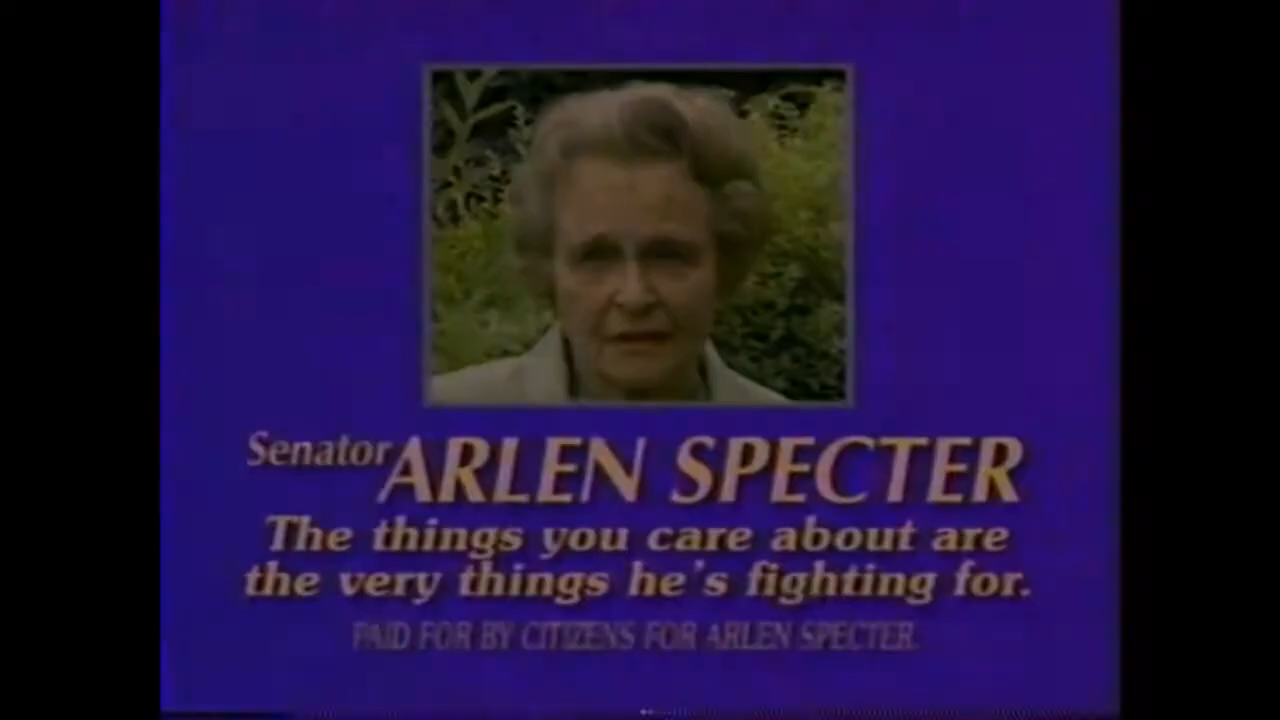 Senator ARLEN SPECTER
The things you care about are
the very things he's fighting for.
PAID FOR BY CITIZENS FOR ARLEN SPECTER.